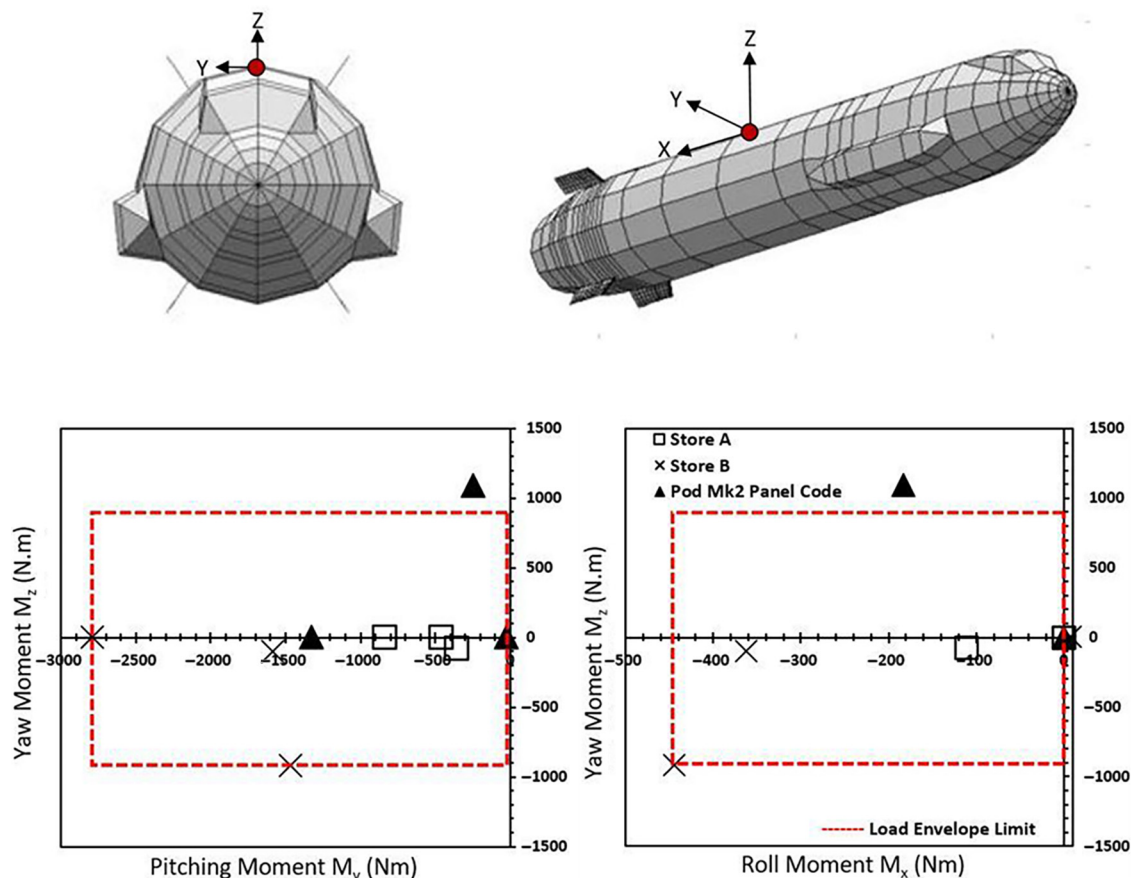 Z
Y
Z
Y
X
1500
1000
500
0
−500
−1000
−1500
−3000
−2500
−2000
−1500
−1000
−500
0
Yaw Moment Mz (N.m)
Pitching Moment My (Nm)
Store A
Store B
Pod Mk2 Panel Code
1500
1000
500
0
−500
−1000
−1500
−500
−400
−300
−200
−100
0
Yaw Moment Mz (N.m)
Load Envelope Limit
Roll Moment Mx (Nm)